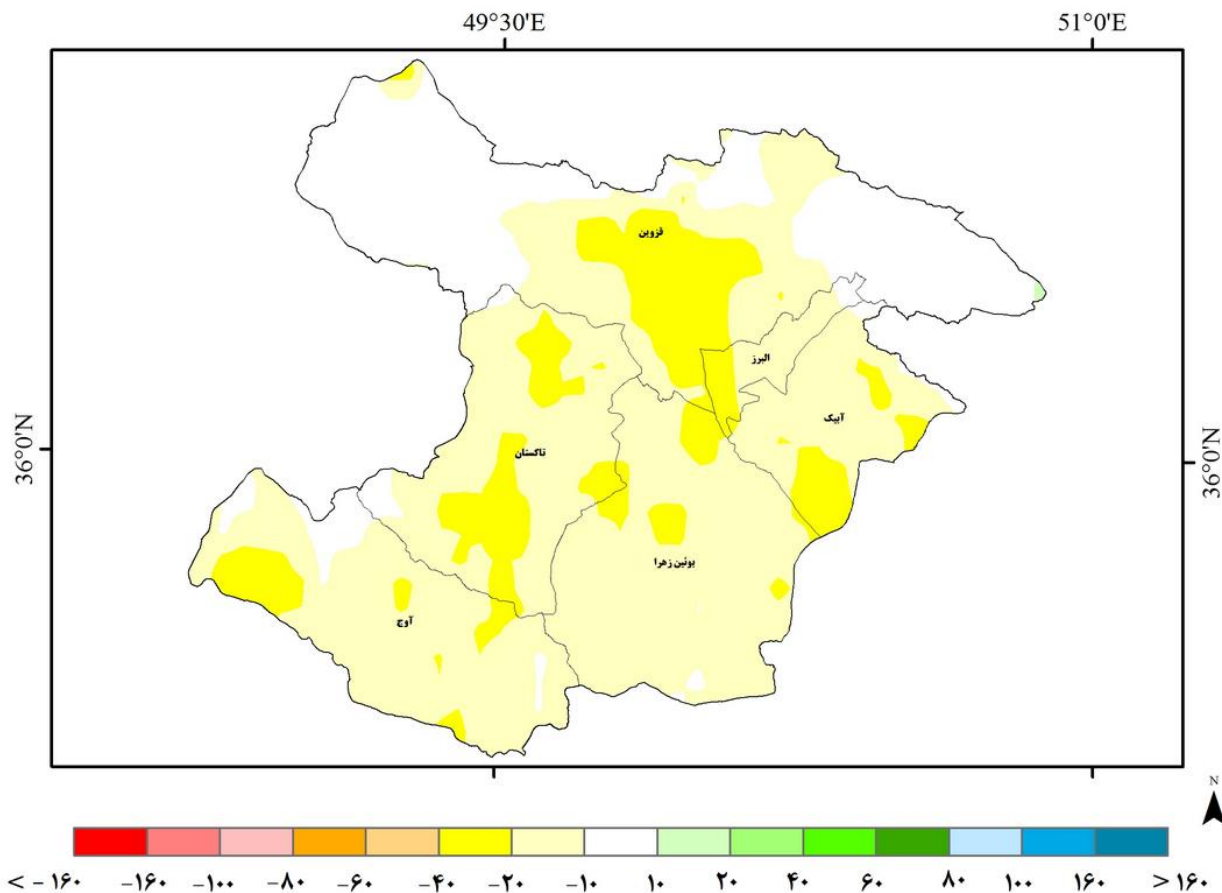 49°30'E 51°0'E
قزوین
البرز
آبیک
36°0'N 36°0'N
تاکستان
بوئین زهرا
آوج
N
< -۱۶۰ -۱۶۰ -۱۰۰ -۸۰ -۶۰ -۴۰ -۲۰ -۱۰ ۱۰ ۲۰ ۴۰ ۶۰ ۸۰ ۱۰۰ ۱۶۰ > ۱۶۰